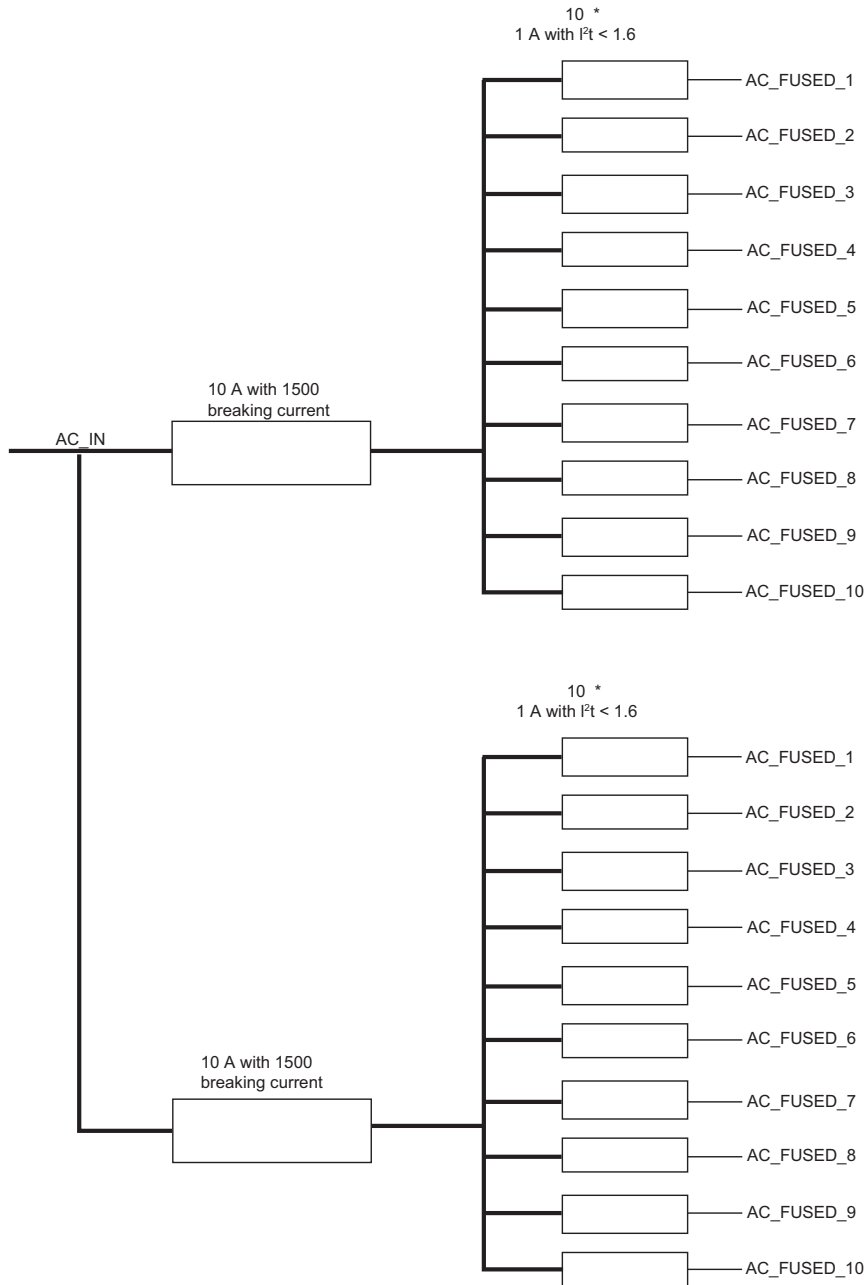 10 *
1 A with I²t < 1.6
AC_FUSED_1
AC_FUSED_2
AC_FUSED_3
AC_FUSED_4
AC_FUSED_5
AC_FUSED_6
10 A with 1500
breaking current
AC_FUSED_7
AC_IN
AC_FUSED_8
AC_FUSED_9
AC_FUSED_10
10 *
1 A with I²t < 1.6
AC_FUSED_1
AC_FUSED_2
AC_FUSED_3
AC_FUSED_4
AC_FUSED_5
AC_FUSED_6
10 A with 1500
breaking current
AC_FUSED_7
AC_FUSED_8
AC_FUSED_9
AC_FUSED_10